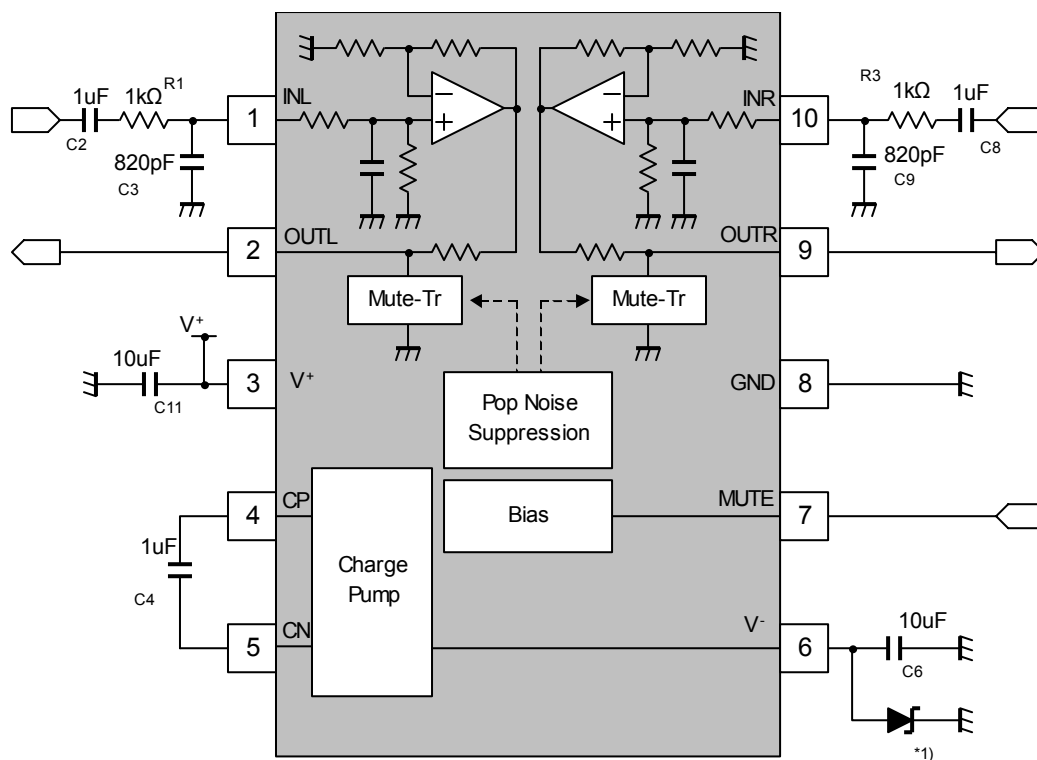 1uF
1kΩ
R1
C2
820pF
C3
1
INL
INR
10
R3
1kΩ
1uF
C8
820pF
C9
2
OUTL
OUTR
9
Mute-Tr
Mute-Tr
V+
10uF
C11
3
V+
GND
8
Pop Noise
Suppression
4
CP
MUTE
7
Bias
1uF
C4
Charge
Pump
5
CN
V-
6
10uF
C6
*1)